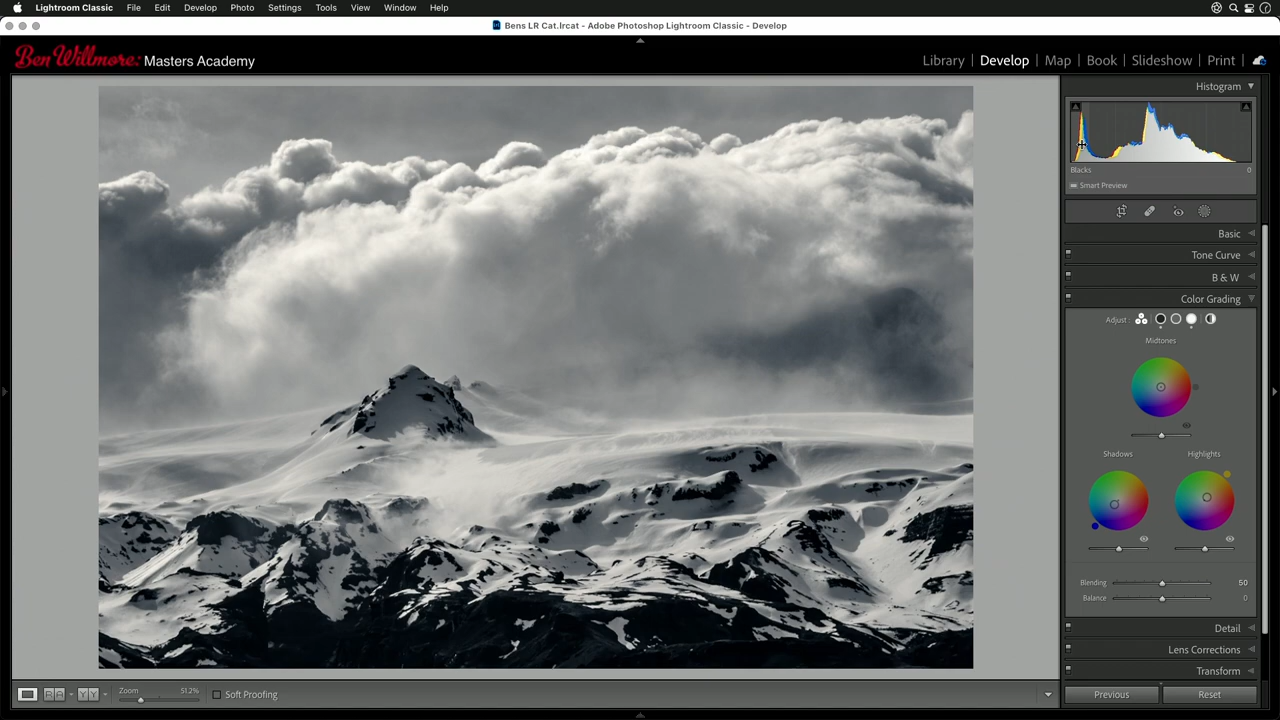 Lightroom Classic File Edit Develop Photo Settings Tools View Window Help
Bens LR Cat.lrcat - Adobe Photoshop Lightroom Classic - Develop
Ben Willmore: Masters Academy
Library | Develop | Map | Book | Slideshow | Print
Histogram
Blacks 0
Smart Preview
Basic
Tone Curve
B & W
Color Grading
Adjust :
Midtones
Shadows Highlights
Blending 50
Balance 0
Detail
Lens Corrections
Transform
Zoom 51.2%
Soft Proofing
Previous Reset